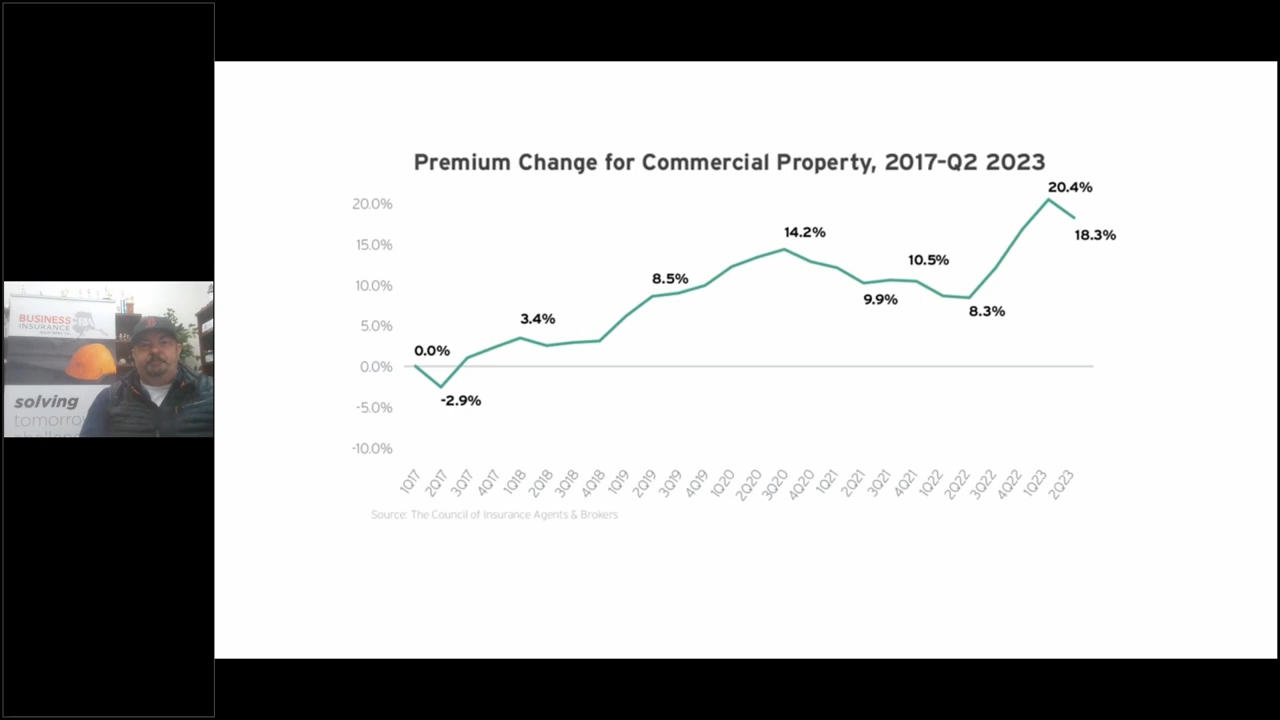 Premium Change for Commercial Property, 2017–Q2 2023
20.4%
20.0%
14.2%
18.3%
15.0%
10.5%
8.5%
10.0%
9.9%
8.3%
3.4%
5.0%
0.0%
0.0%
-2.9%
-5.0%
-10.0%
1Q17 2Q17 3Q17 4Q17 1Q18 2Q18 3Q18 4Q18 1Q19 2Q19 3Q19 4Q19 1Q20 2Q20 3Q20 4Q20 1Q21 2Q21 3Q21 4Q21 1Q22 2Q22 3Q22 4Q22 1Q23 2Q23
Source: The Council of Insurance Agents & Brokers
BUSINESS
INSURANCE
solving
tomorrow